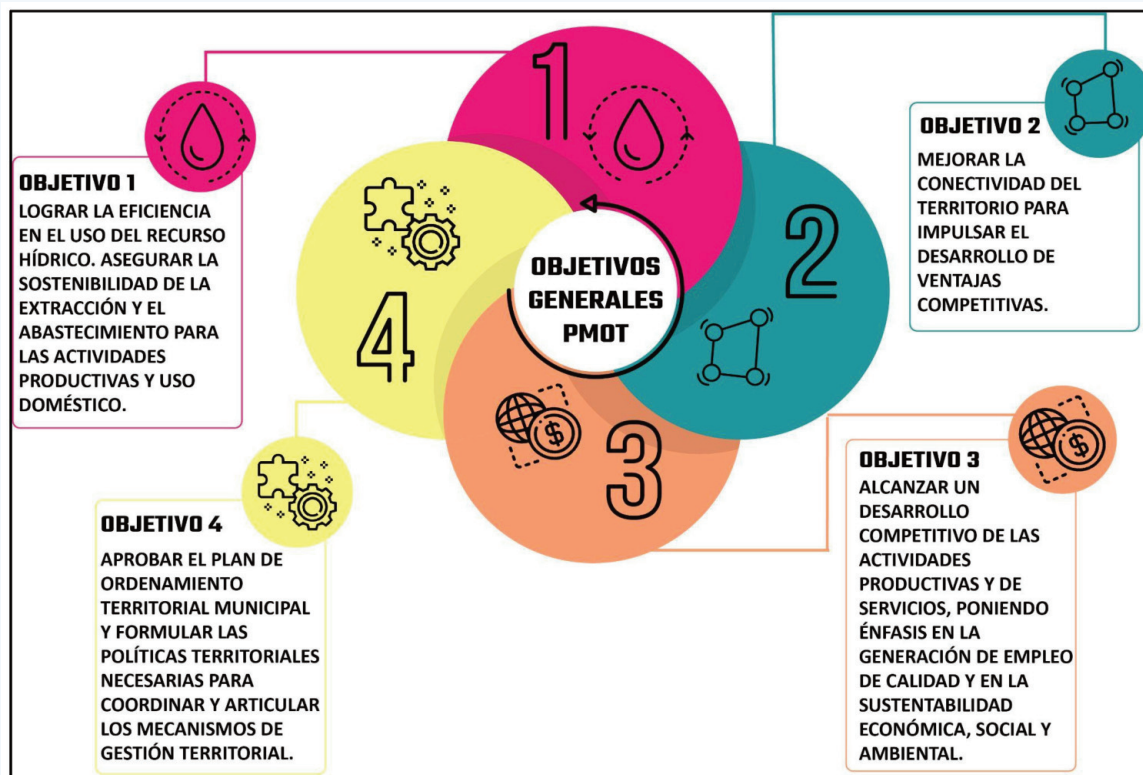 1
2
3
4
OBJETIVOS
GENERALES
PMOT
OBJETIVO 1
LOGRAR LA EFICIENCIA
EN EL USO DEL RECURSO
HÍDRICO. ASEGURAR LA
SOSTENIBILIDAD DE LA
EXTRACCIÓN Y EL
ABASTECIMIENTO PARA
LAS ACTIVIDADES
PRODUCTIVAS Y USO
DOMÉSTICO.
OBJETIVO 2
MEJORAR LA
CONECTIVIDAD DEL
TERRITORIO PARA
IMPULSAR EL
DESARROLLO DE
VENTAJAS
COMPETITIVAS.
$
$
OBJETIVO 3
ALCANZAR UN
DESARROLLO
COMPETITIVO DE LAS
ACTIVIDADES
PRODUCTIVAS Y DE
SERVICIOS, PONIENDO
ÉNFASIS EN LA
GENERACIÓN DE EMPLEO
DE CALIDAD Y EN LA
SUSTENTABILIDAD
ECONÓMICA, SOCIAL Y
AMBIENTAL.
OBJETIVO 4
APROBAR EL PLAN DE
ORDENAMIENTO
TERRITORIAL MUNICIPAL
Y FORMULAR LAS
POLÍTICAS TERRITORIALES
NECESARIAS PARA
COORDINAR Y ARTICULAR
LOS MECANISMOS DE
GESTIÓN TERRITORIAL.